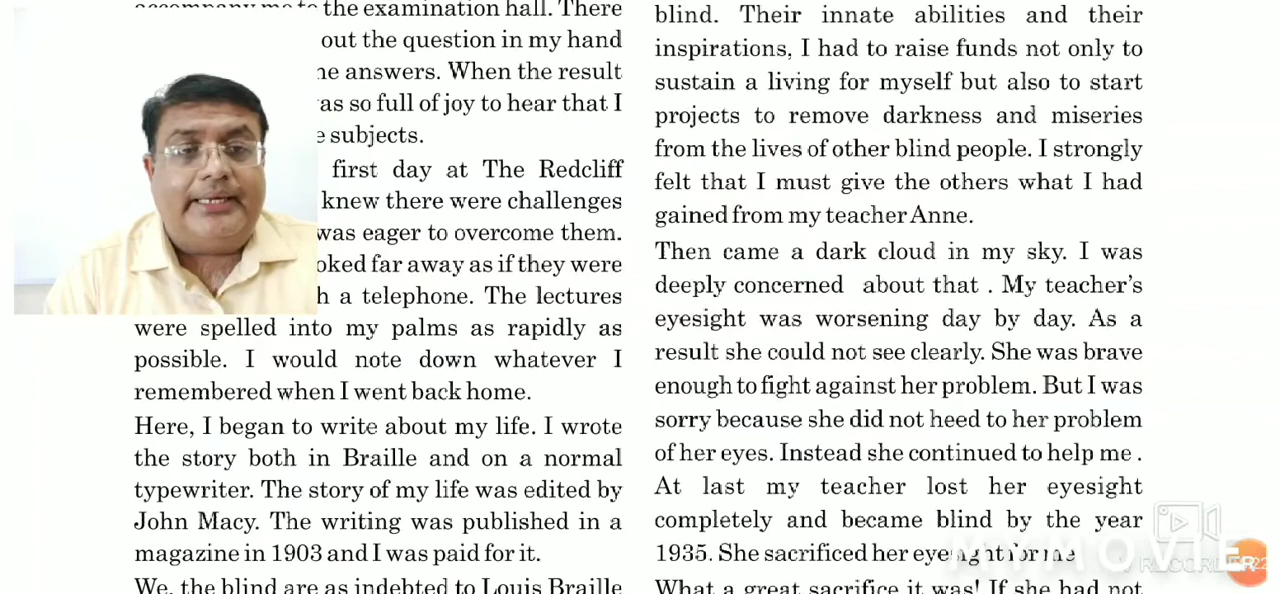 the examination hall. There
out the question in my hand
answers. When the result
so full of joy to hear that I
subjects.
first day at The Redcliff
knew there were challenges
was eager to overcome them.
far away as if they were
a telephone. The lectures
were spelled into my palms as rapidly as
possible. I would note down whatever I
remembered when I went back home.
Here, I began to write about my life. I wrote
the story both in Braille and on a normal
typewriter. The story of my life was edited by
John Macy. The writing was published in a
magazine in 1903 and I was paid for it.
We, the blind are as indebted to Louis Braille
blind. Their innate abilities and their
inspirations, I had to raise funds not only to
sustain a living for myself but also to start
projects to remove darkness and miseries
from the lives of other blind people. I strongly
felt that I must give the others what I had
gained from my teacher Anne.
Then came a dark cloud in my sky. I was
deeply concerned about that . My teacher's
eyesight was worsening day by day. As a
result she could not see clearly. She was brave
enough to fight against her problem. But I was
sorry because she did not heed to her problem
of her eyes. Instead she continued to help me .
At last my teacher lost her eyesight
completely and became blind by the year
1935. She sacrificed her eyesight for me
What a great sacrifice it was! If she had not